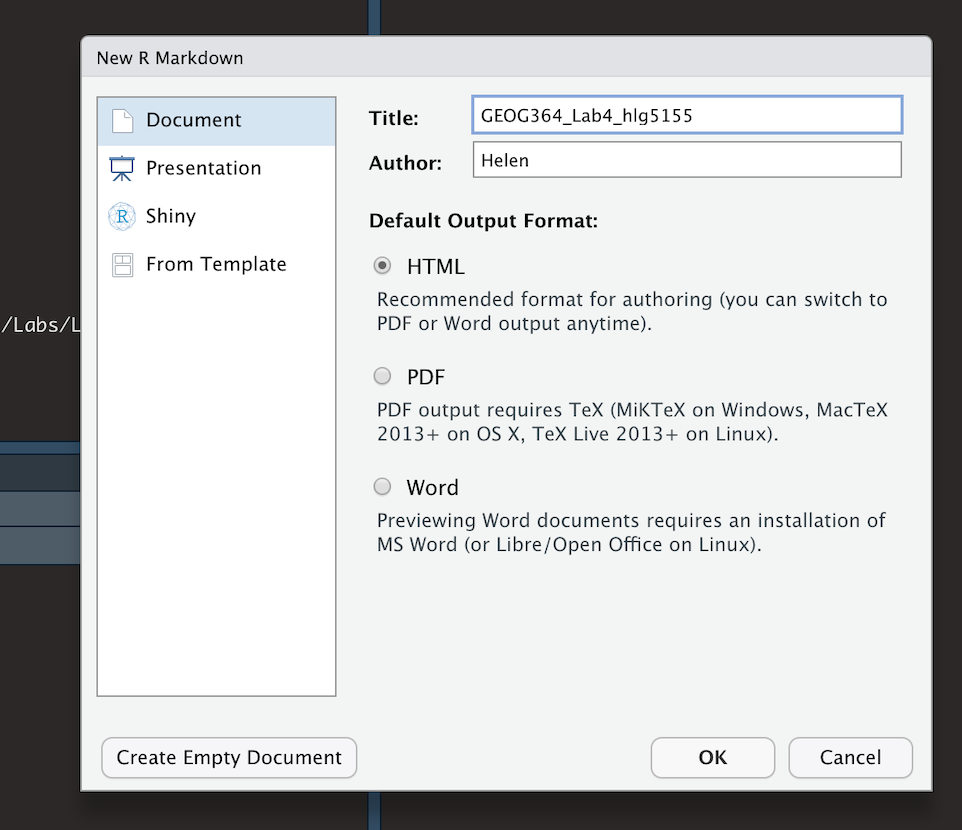 New R Markdown
Document
Presentation
Shiny
From Template
Title:
GEOG364_Lab4_hlg5155
Author:
Helen
Default Output Format:
HTML
Recommended format for authoring (you can switch to
PDF or Word output anytime).
PDF
PDF output requires TeX (MiKTeX on Windows, MacTeX
2013+ on OS X, TeX Live 2013+ on Linux).
Word
Previewing Word documents requires an installation of
MS Word (or Libre/Open Office on Linux).
/Labs/L
Create Empty Document
OK
Cancel